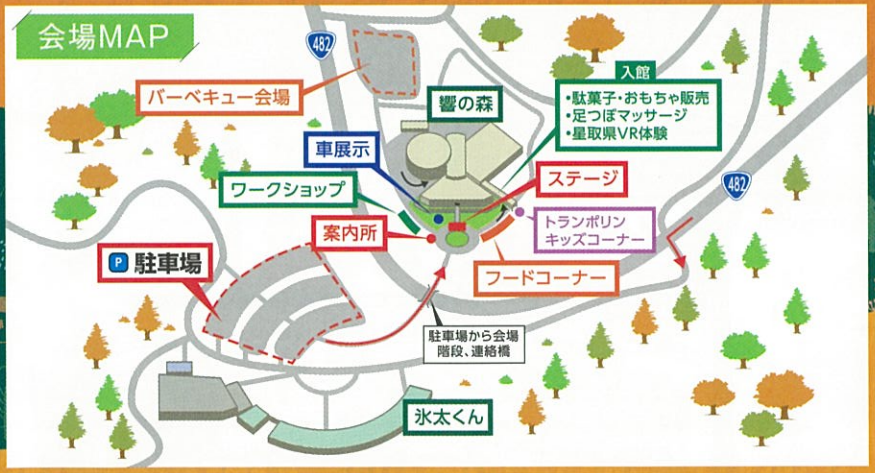 会場MAP
482
バーベキュー会場
響の森
入館
・駄菓子・おもちゃ販売
・足つぼマッサージ
・星取県VR体験
車展示
ワークショップ
ステージ
482
案内所
トランポリン
キッズコーナー
フードコーナー
P 駐車場
駐車場から会場
階段、連絡橋
氷太くん